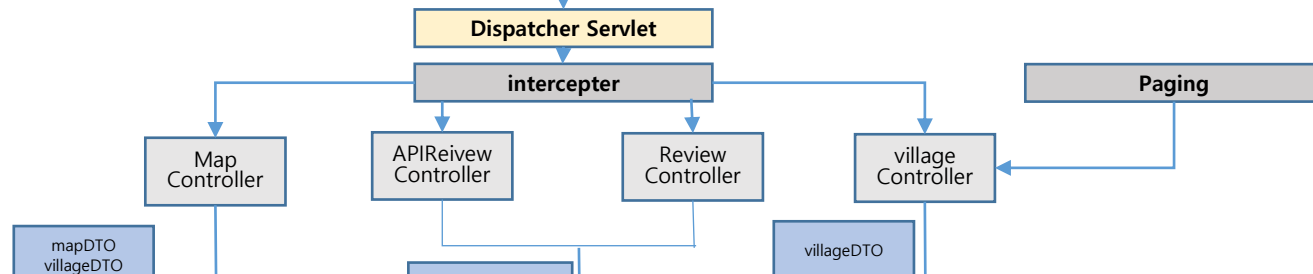 Dispatcher Servlet
intercepter
Paging
Map
Controller
APIReivew
Controller
Review
Controller
village
Controller
mapDTO
villageDTO
villageDTO